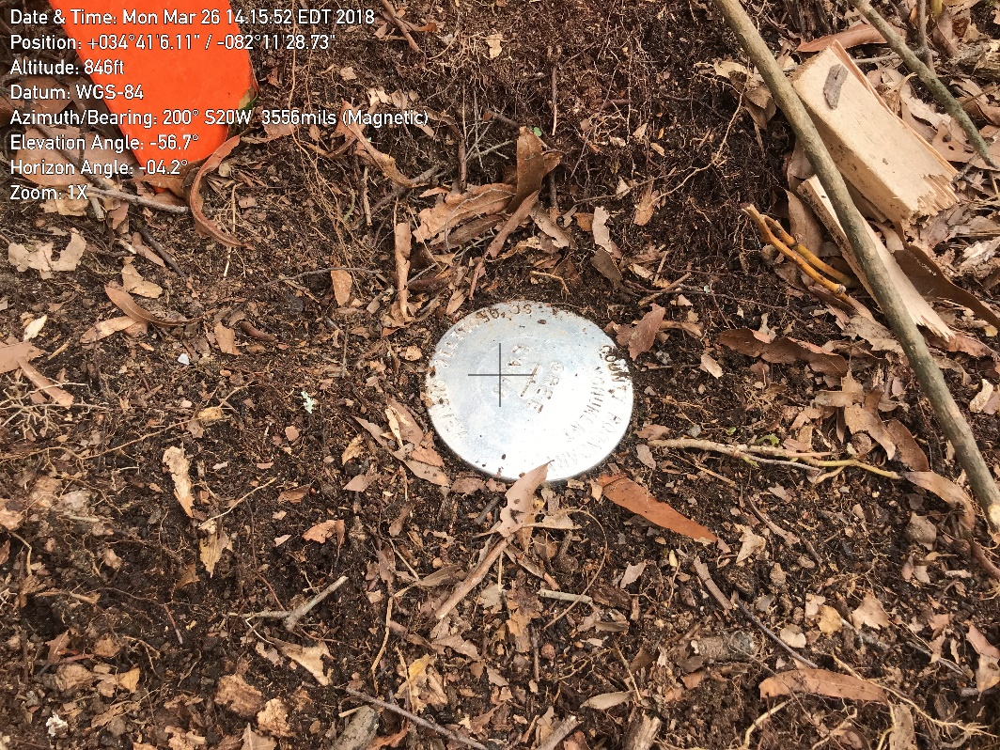 Date & Time: Mon Mar 26 14:15:52 EDT 2018
Position: +034°41'6.11" / -082°11'28.73"
Altitude: 846ft
Datum: WGS-84
Azimuth/Bearing: 200° S20W 3556mils (Magnetic)
Elevation Angle: -56.7°
Horizon Angle: -04.2°
Zoom: 1X